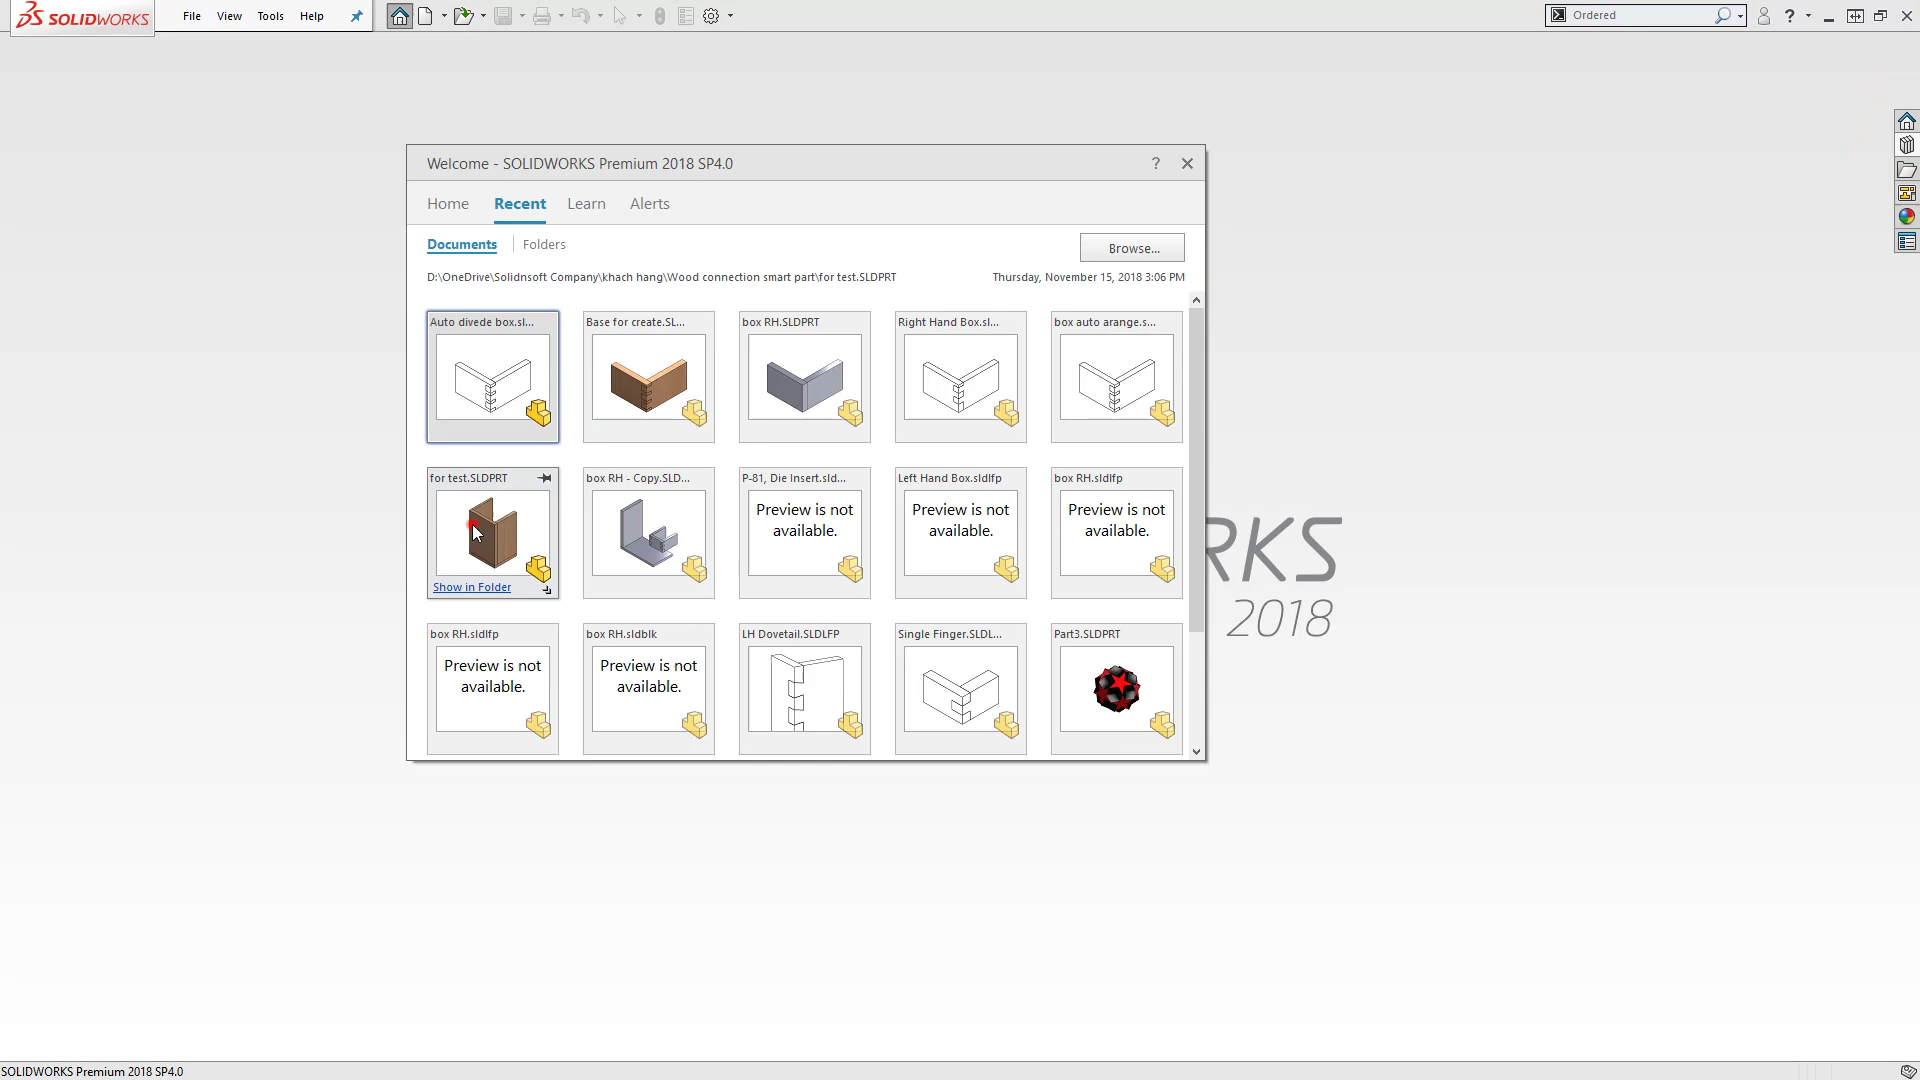 SOLIDWORKS File View Tools Help Ordered ?
Welcome - SOLIDWORKS Premium 2018 SP4.0 ?
Home Recent Learn Alerts
Documents Folders Browse...
D:\OneDrive\Solidnsoft Company\khach hang\Wood connection smart part\for test.SLDPRT Thursday, November 15, 2018 3:06 PM
Auto divede box.sl... Base for create.SL... box RH.SLDPRT Right Hand Box.sl... box auto arange.s...
for test.SLDPRT box RH - Copy.SLD... P-81, Die Insert.sld... Left Hand Box.sldlfp box RH.sldlfp
Preview is not Preview is not Preview is not
available. available. available.
RKS
Show in Folder
2018
box RH.sldlfp box RH.sldblk LH Dovetail.SLDLFP Single Finger.SLDL... Part3.SLDPRT
Preview is not Preview is not
available. available.
SOLIDWORKS Premium 2018 SP4.0